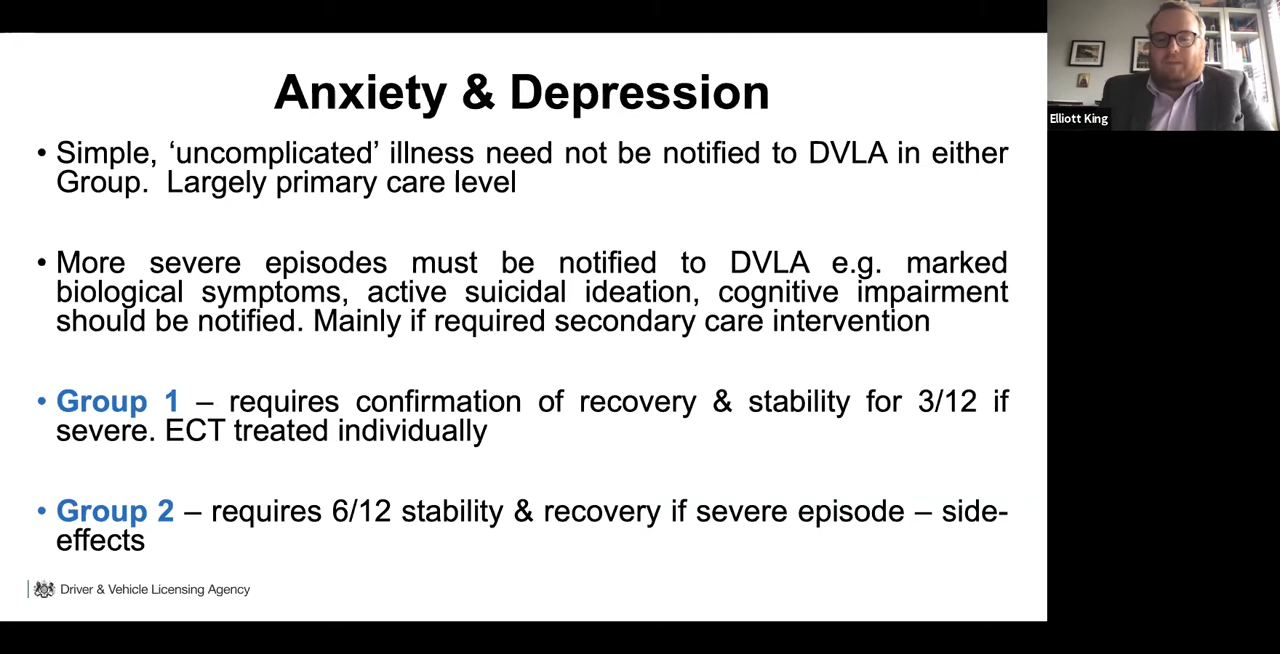 Anxiety & Depression
• Simple, ‘uncomplicated’ illness need not be notified to DVLA in either
Group.  Largely primary care level
• More severe episodes must be notified to DVLA e.g. marked
biological symptoms, active suicidal ideation, cognitive impairment
should be notified. Mainly if required secondary care intervention
• Group 1 – requires confirmation of recovery & stability for 3/12 if
severe. ECT treated individually
• Group 2 – requires 6/12 stability & recovery if severe episode – side-
effects
Driver & Vehicle Licensing Agency
Elliott King